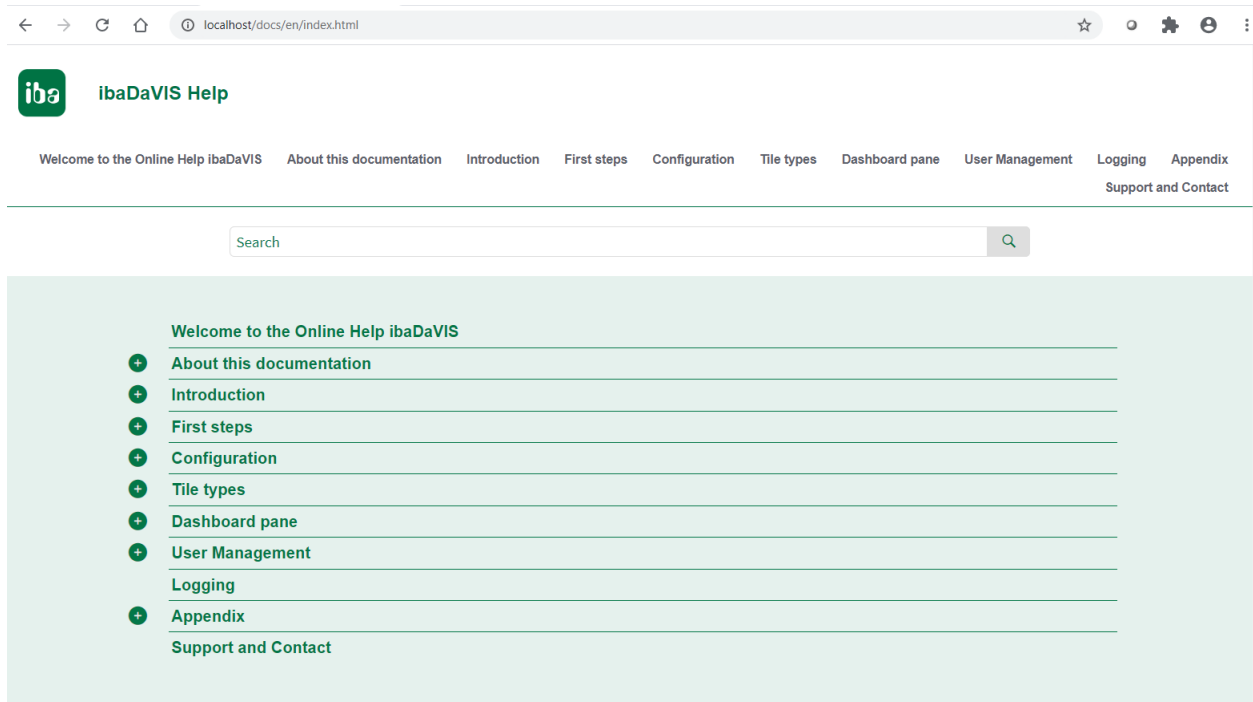 localhost/docs/en/index.html
iba
ibaDaVIS Help
Welcome to the Online Help ibaDaVIS About this documentation Introduction First steps Configuration Tile types Dashboard pane User Management Logging Appendix
Support and Contact
Search
Welcome to the Online Help ibaDaVIS
About this documentation
Introduction
First steps
Configuration
Tile types
Dashboard pane
User Management
Logging
Appendix
Support and Contact